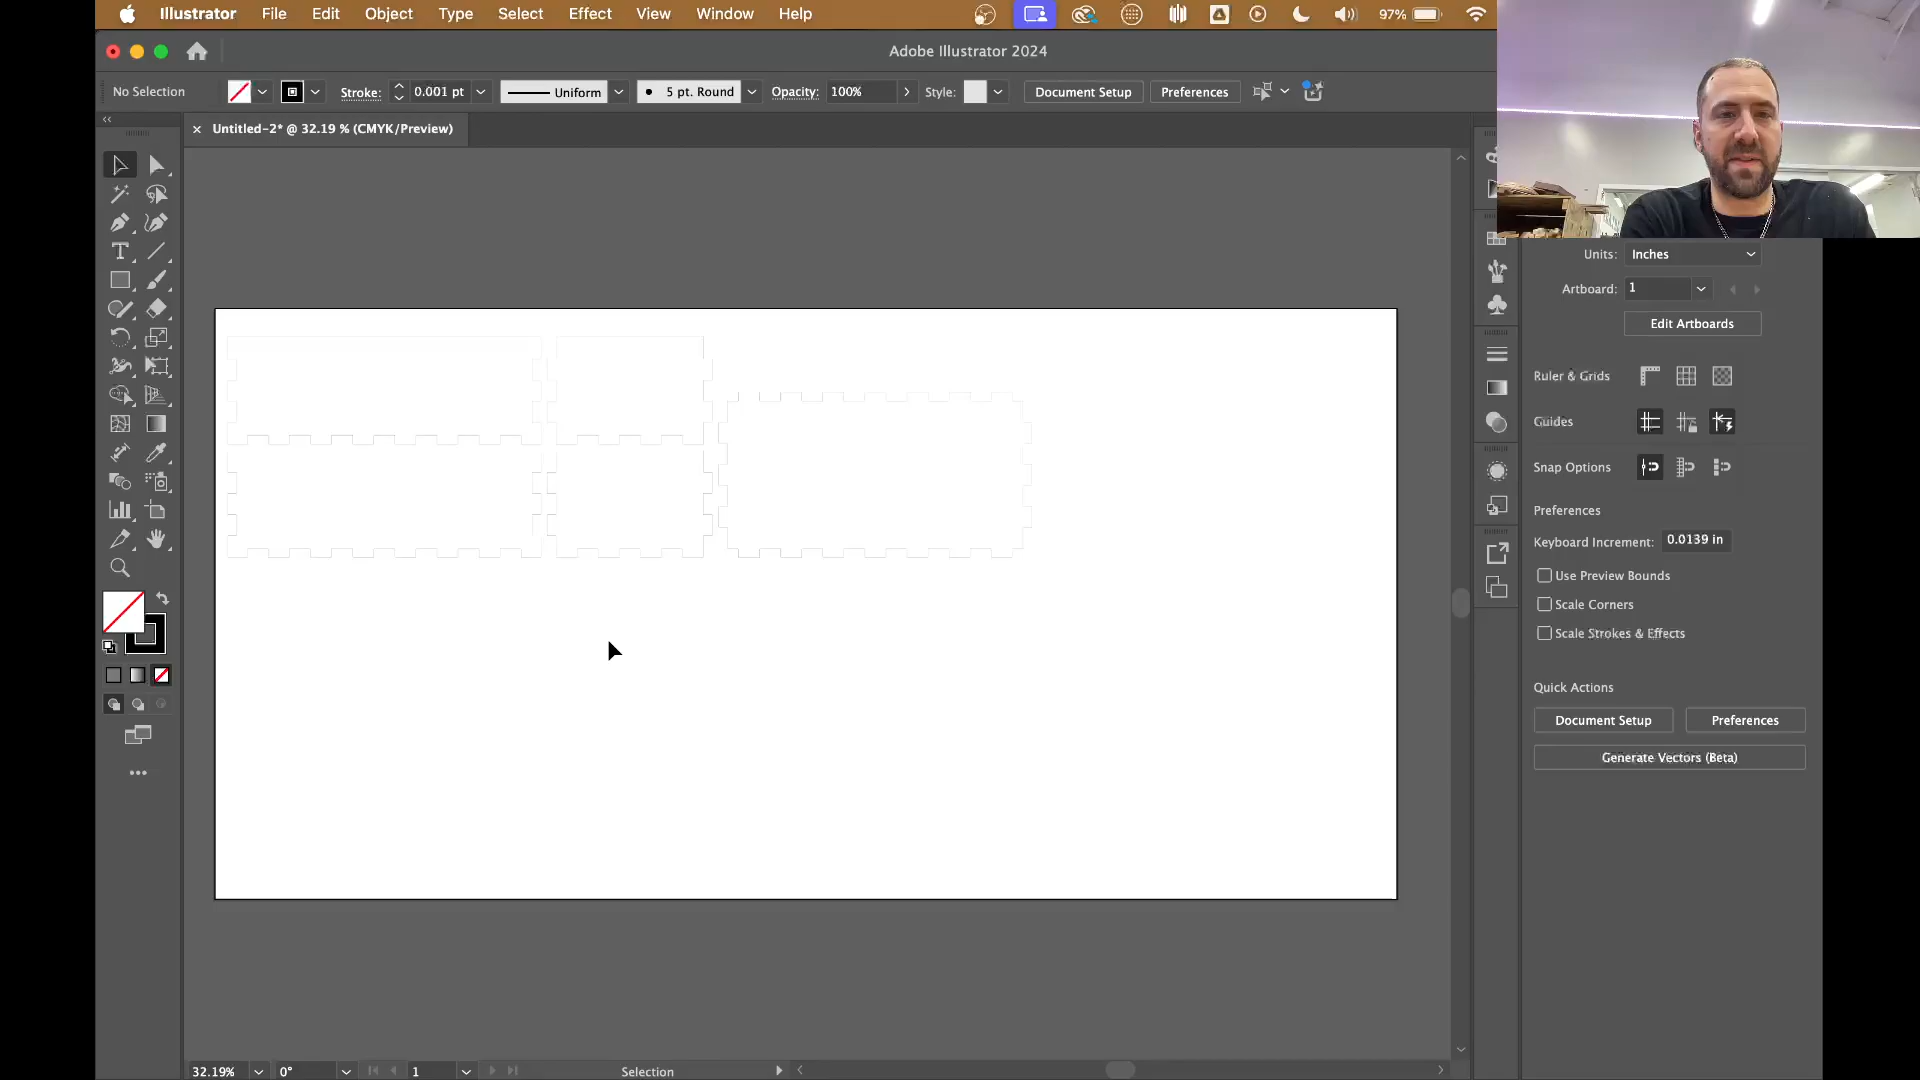 Illustrator File Edit Object Type Select Effect View Window Help 97%
Adobe Illustrator 2024
No Selection Stroke: 0.001 pt Uniform 5 pt. Round Opacity: 100% Style: Document Setup Preferences
Untitled-2* @ 32.19 % (CMYK/Preview)
Units: Inches
Artboard: 1
Edit Artboards
Ruler & Grids
Guides
Snap Options
Preferences
Keyboard Increment: 0.0139 in
Use Preview Bounds
Scale Corners
Scale Strokes & Effects
Quick Actions
Document Setup Preferences
Generate Vectors (Beta)
32.19% 0° 1 Selection